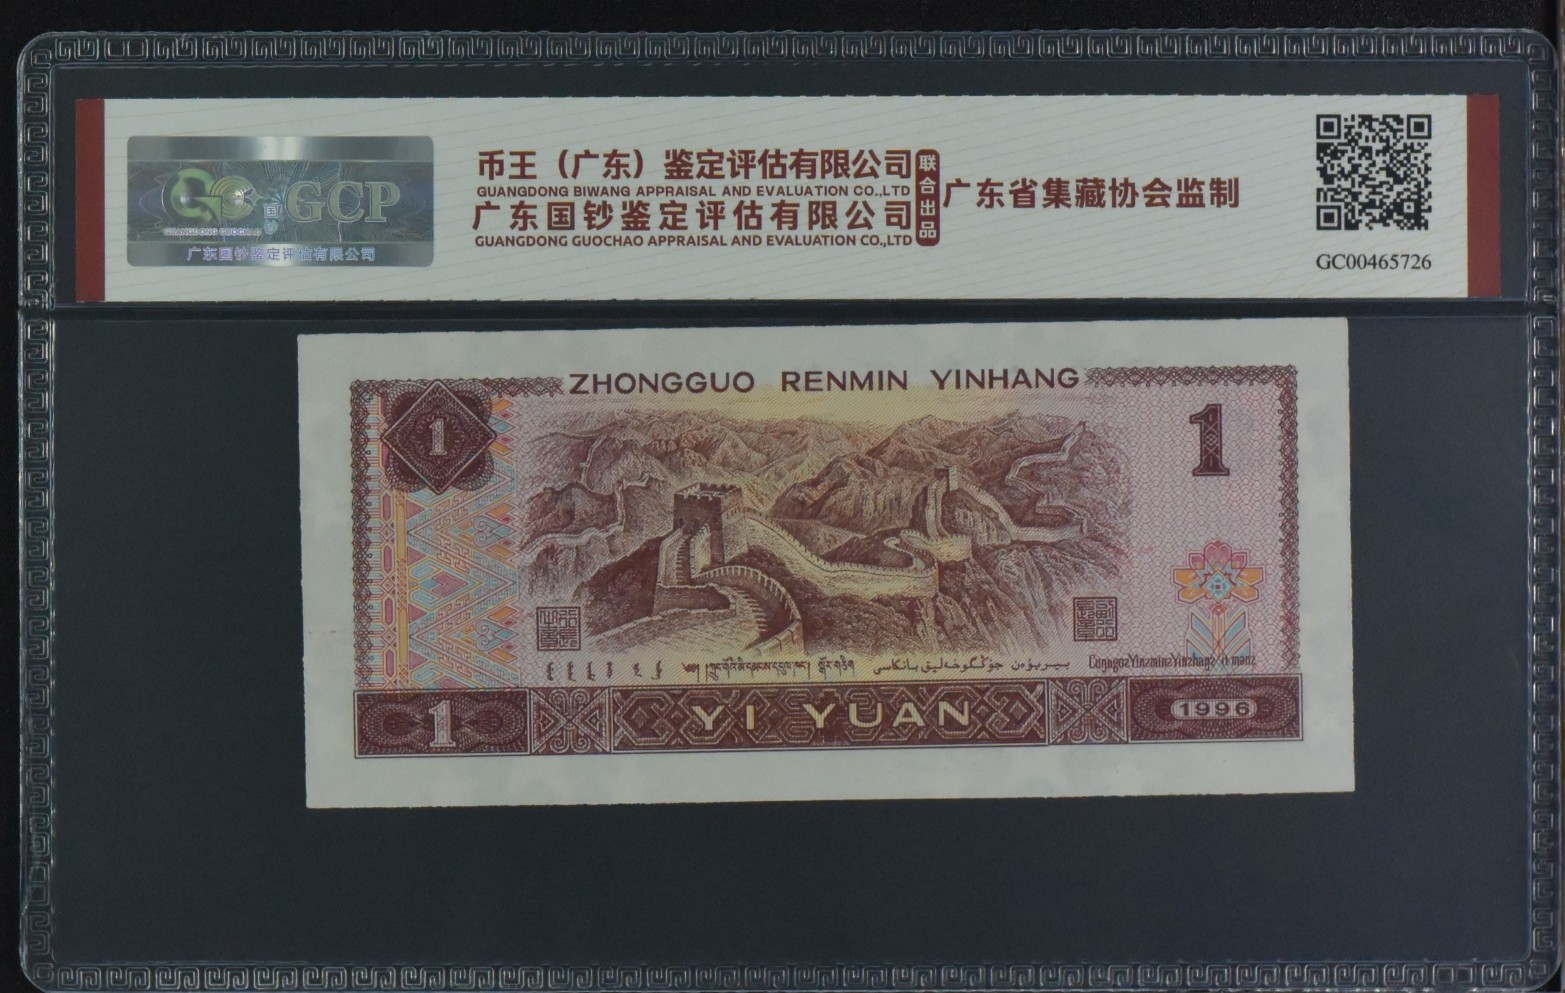 币王（广东）鉴定评估有限公司
GUANGDONG BIWANG APPRAISAL AND EVALUATION CO.,LTD
广东国钞鉴定评估有限公司
GUANGDONG GUOCHAO APPRAISAL AND EVALUATION CO.,LTD
联合出品
广东省集藏协会监制
GCP
GUANGDONG GUOCHAO
广东国钞鉴定评估有限公司
GC00465726
ZHONGGUO RENMIN YINHANG
1
1
1
YI YUAN
1996